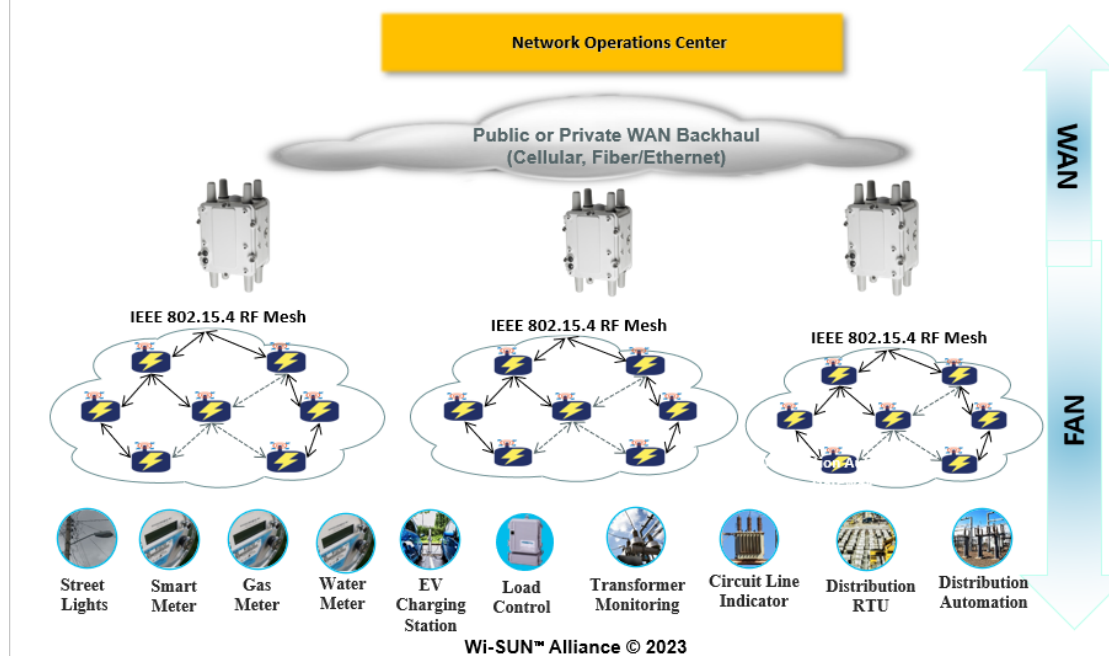 Network Operations Center
Public or Private WAN Backhaul
(Cellular, Fiber/Ethernet)
WAN
IEEE 802.15.4 RF Mesh
IEEE 802.15.4 RF Mesh
IEEE 802.15.4 RF Mesh
FAN
Street
Lights
Smart
Meter
Gas
Meter
Water
Meter
EV
Charging
Station
Load
Control
Transformer
Monitoring
Circuit Line
Indicator
Distribution
RTU
Distribution
Automation
Wi-SUN™ Alliance © 2023